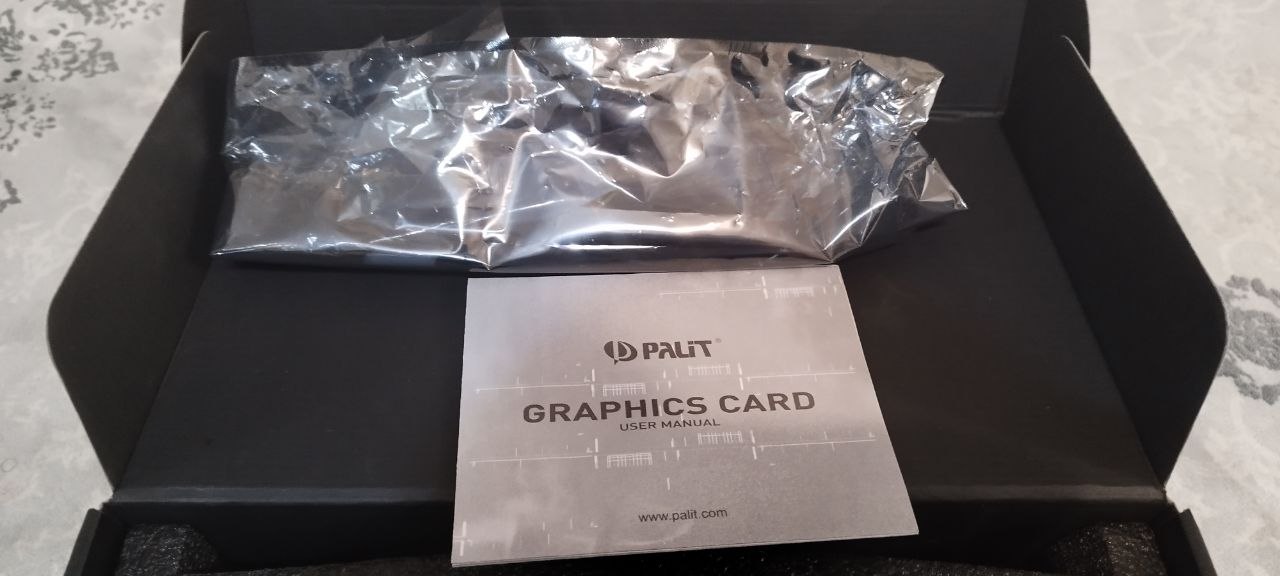 PALiT®
GRAPHICS CARD
USER MANUAL
www.palit.com